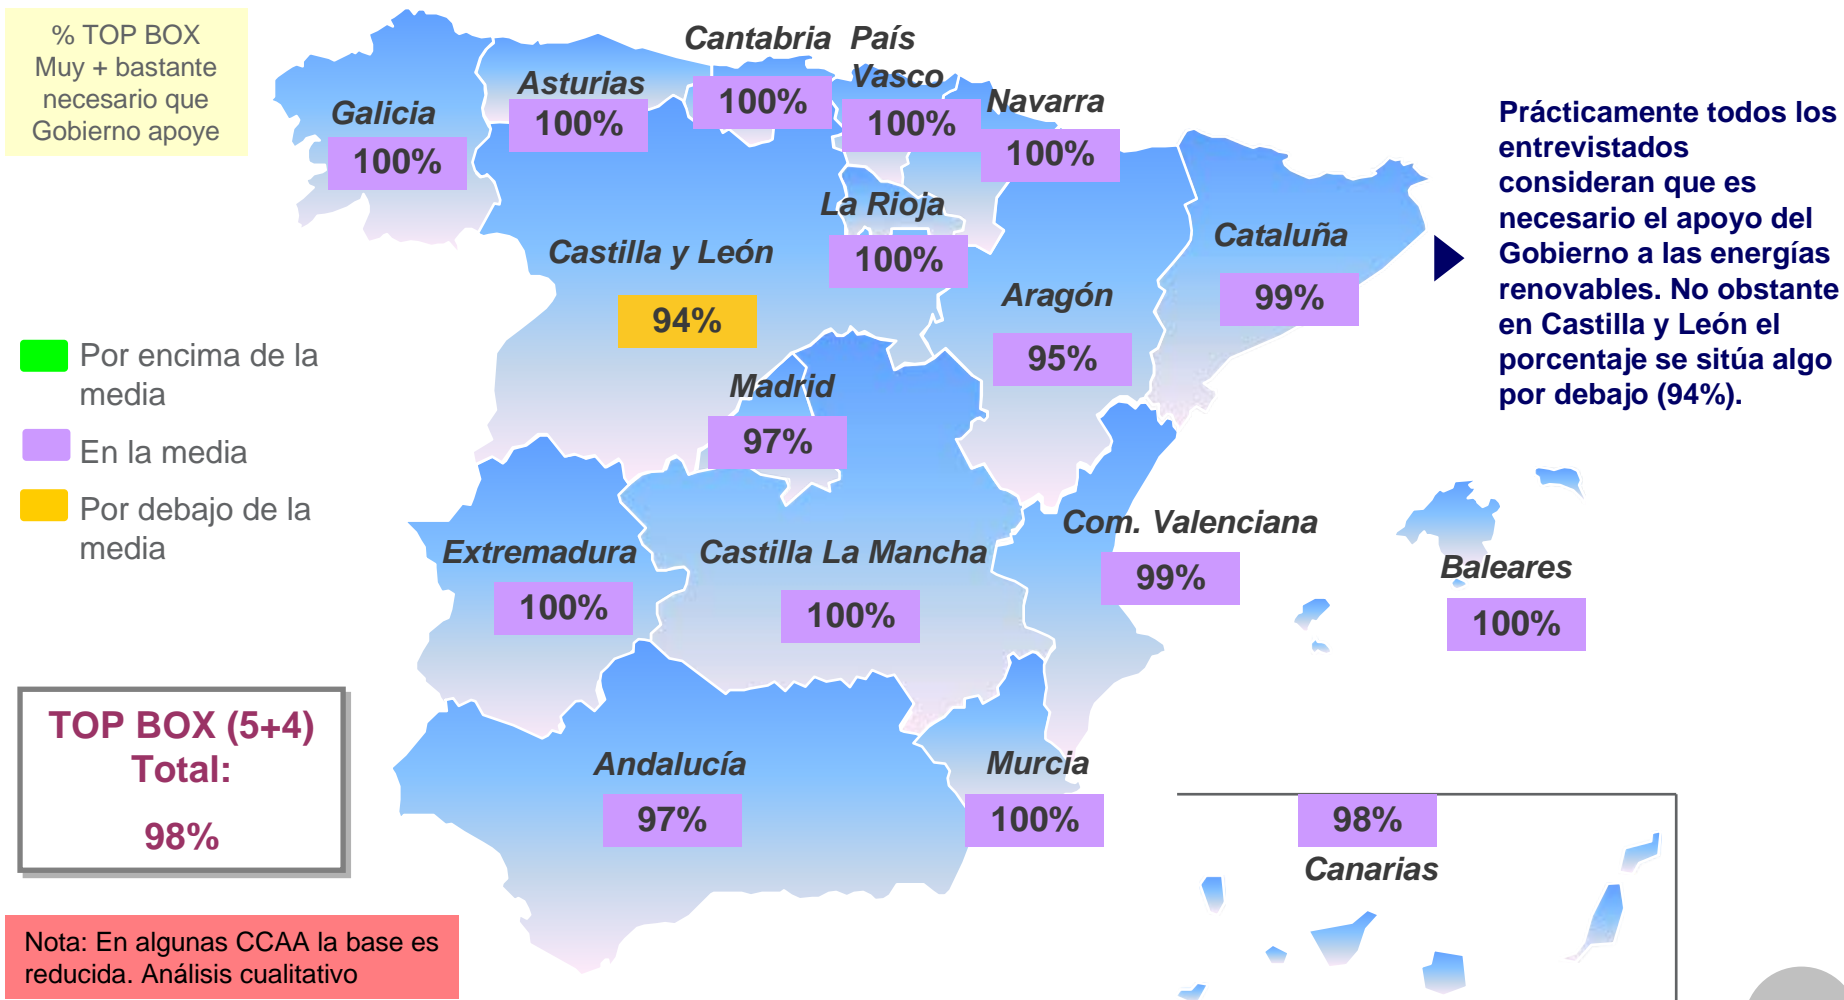 % TOP BOX
Muy + bastante
necesario que
Gobierno apoye
Cantabria
100%
País
Vasco
100%
Asturias
100%
Navarra
100%
Galicia
100%
La Rioja
100%
Castilla y León
94%
Cataluña
99%
Aragón
95%
Madrid
97%
Prácticamente todos los
entrevistados
consideran que es
necesario el apoyo del
Gobierno a las energías
renovables. No obstante
en Castilla y León el
porcentaje se sitúa algo
por debajo (94%).
Por encima de la
media
En la media
Por debajo de la
media
Extremadura
100%
Castilla La Mancha
100%
Com. Valenciana
99%
Baleares
100%
TOP BOX (5+4)
Total:
98%
Andalucía
97%
Murcia
100%
98%
Canarias
Nota: En algunas CCAA la base es
reducida. Análisis cualitativo